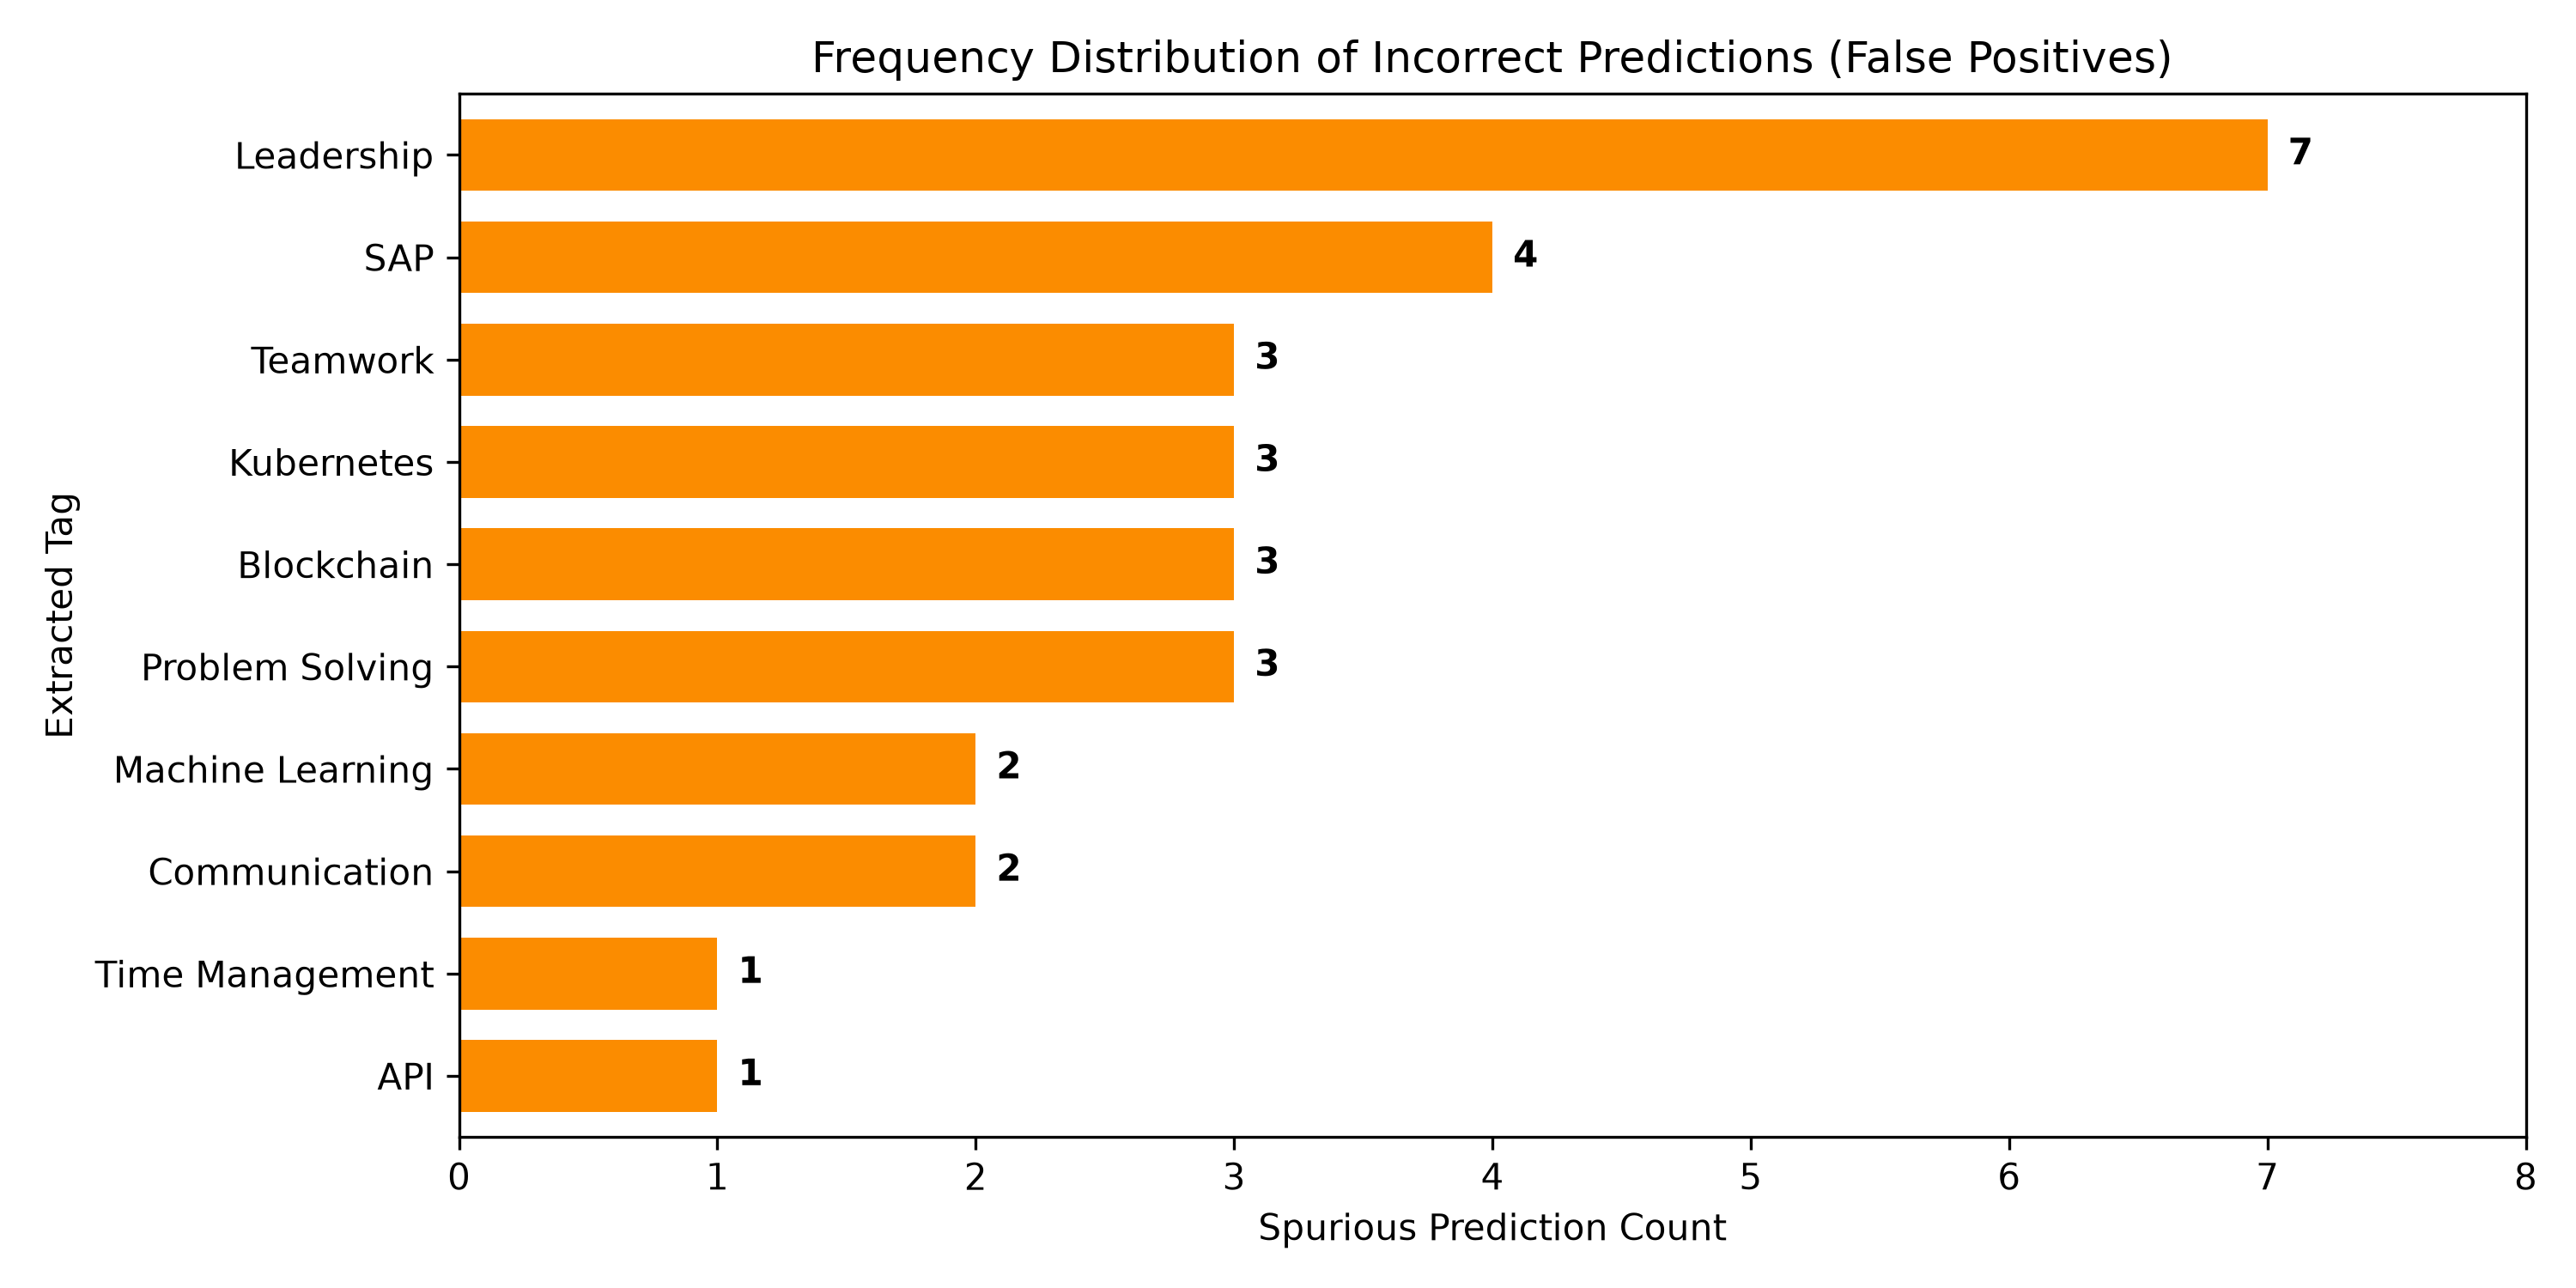 Frequency Distribution of Incorrect Predictions (False Positives)
Extracted Tag
Leadership 7
SAP 4
Teamwork 3
Kubernetes 3
Blockchain 3
Problem Solving 3
Machine Learning 2
Communication 2
Time Management 1
API 1
0 1 2 3 4 5 6 7 8
Spurious Prediction Count